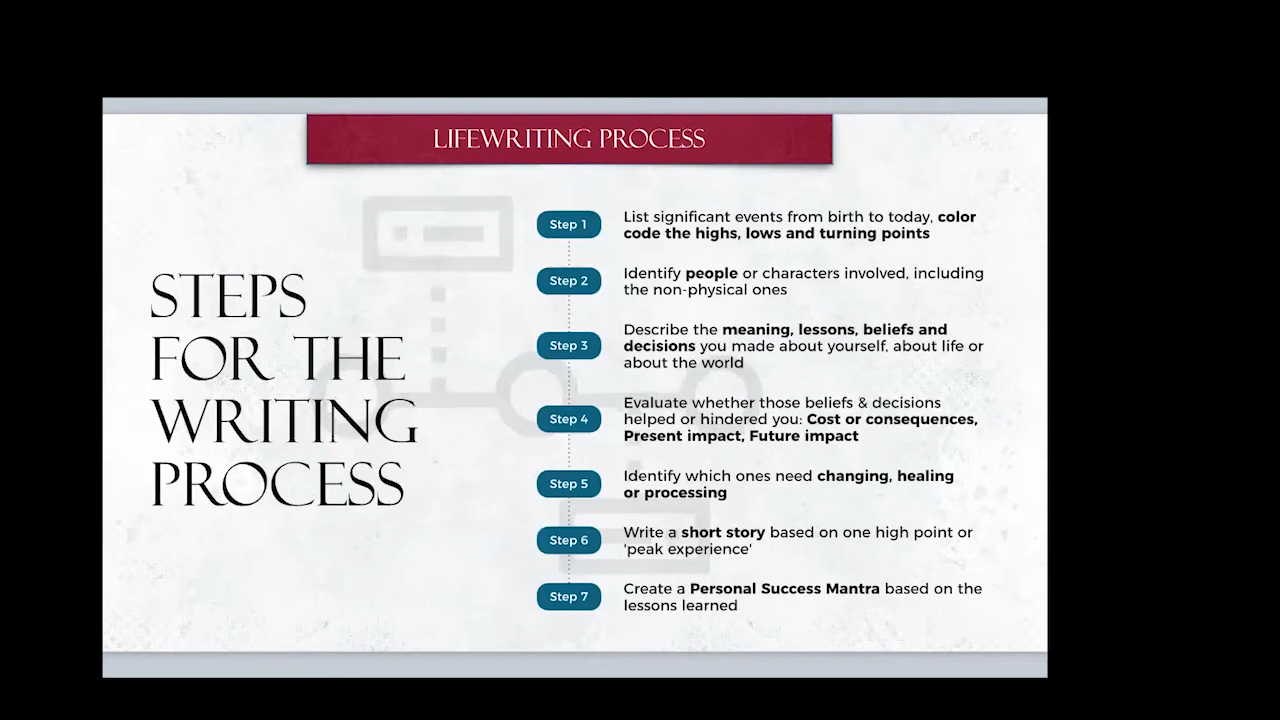 LIFEWRITING PROCESS
STEPS
FOR THE
WRITING
PROCESS
Step 1
List significant events from birth to today, color
code the highs, lows and turning points
Step 2
Identify people or characters involved, including
the non-physical ones
Step 3
Describe the meaning, lessons, beliefs and
decisions you made about yourself, about life or
about the world
Step 4
Evaluate whether those beliefs & decisions
helped or hindered you: Cost or consequences,
Present impact, Future impact
Step 5
Identify which ones need changing, healing
or processing
Step 6
Write a short story based on one high point or
'peak experience'
Step 7
Create a Personal Success Mantra based on the
lessons learned